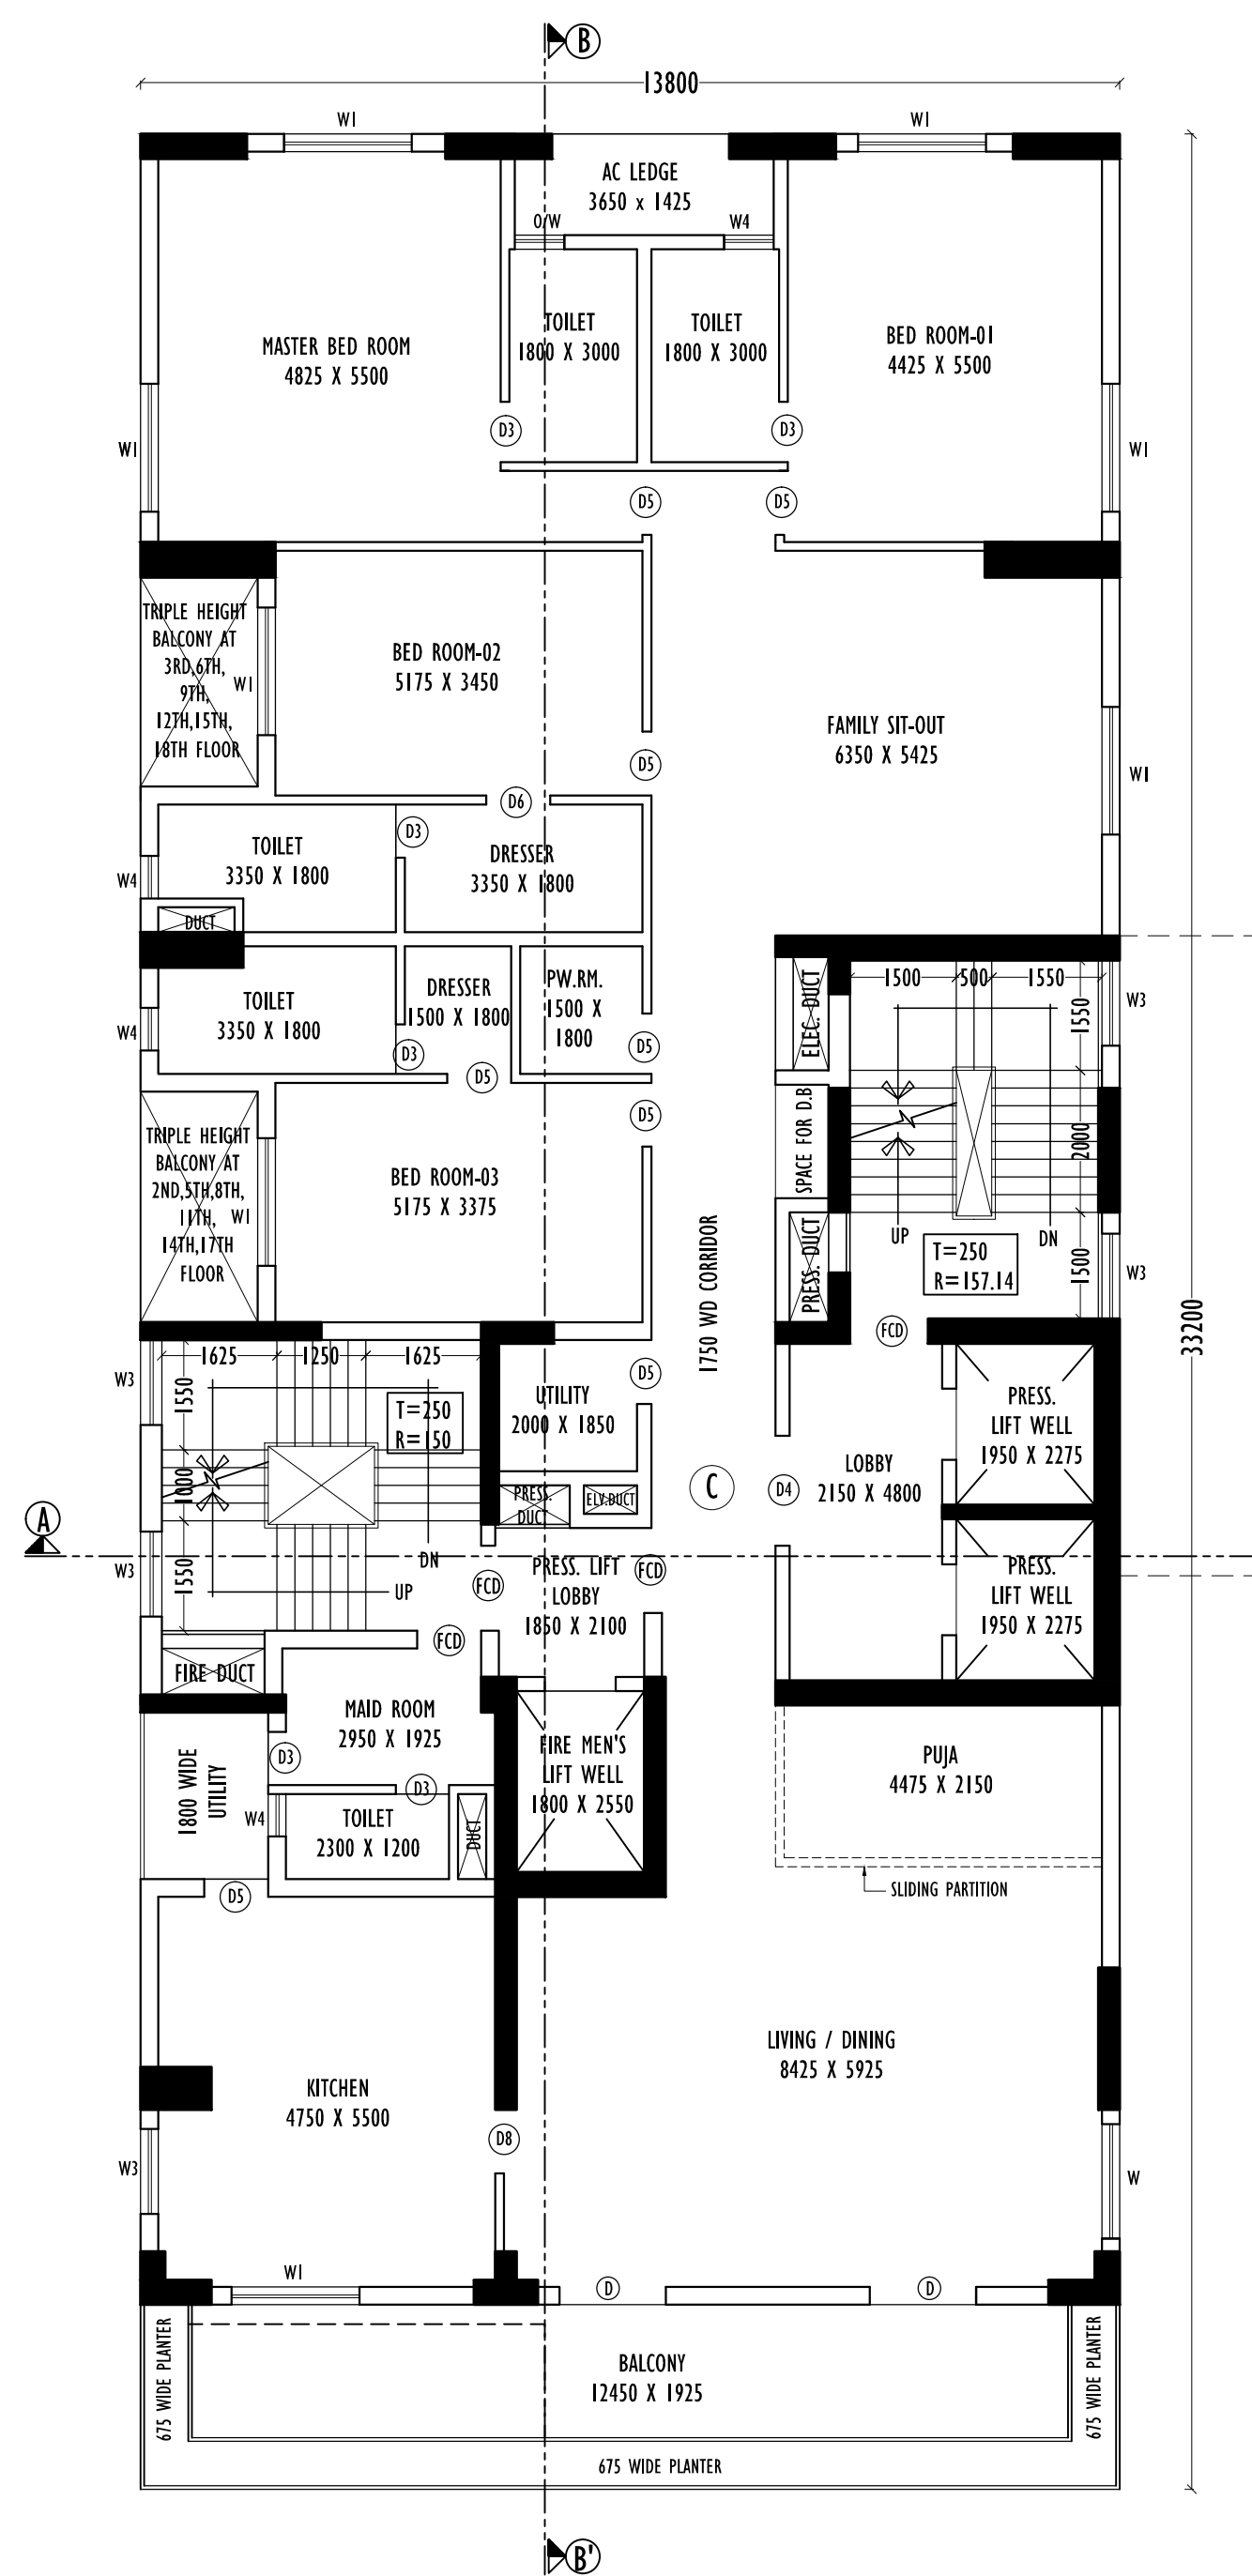 B
13800
W1
W1
AC LEDGE
3650 x 1425
O/W
W4
TOILET
1800 X 3000
TOILET
1800 X 3000
MASTER BED ROOM
4825 X 5500
BED ROOM-01
4425 X 5500
D3
D3
W1
W1
D5
D5
TRIPLE HEIGHT
BALCONY AT
3RD,6TH,
9TH,
12TH,15TH,
18TH FLOOR
W1
BED ROOM-02
5175 X 3450
FAMILY SIT-OUT
6350 X 5425
D5
W1
D6
D3
TOILET
3350 X 1800
DRESSER
3350 X 1800
W4
DUCT
TOILET
3350 X 1800
DRESSER
1500 X 1800
PW.RM.
1500 X
1800
W4
D3
D5
D5
D5
ELEC. DUCT
1500
500
1550
1550
W3
SPACE FOR D.B
2000
TRIPLE HEIGHT
BALCONY AT
2ND,5TH,8TH,
11TH,
14TH,17TH
FLOOR
W1
BED ROOM-03
5175 X 3375
1750 WD CORRIDOR
PRESS. DUCT
UP
DN
T=250
R=157.14
1500
W3
33200
FCD
1625
1250
1625
W3
1550
T=250
R=150
UTILITY
2000 X 1850
D5
PRESS.
LIFT WELL
1950 X 2275
LOBBY
2150 X 4800
C
D4
1000
PRESS.
DUCT
ELV.DUCT
A
W3
1550
DN
UP
FCD
PRESS. LIFT
LOBBY
1850 X 2100
FCD
PRESS.
LIFT WELL
1950 X 2275
FCD
FIRE DUCT
MAID ROOM
2950 X 1925
1800 WIDE
UTILITY
D3
D3
FIRE MEN'S
LIFT WELL
1800 X 2550
PUJA
4475 X 2150
W4
TOILET
2300 X 1200
DUCT
D5
SLIDING PARTITION
LIVING / DINING
8425 X 5925
KITCHEN
4750 X 5500
D8
W3
W
W1
D
D
675 WIDE PLANTER
BALCONY
12450 X 1925
675 WIDE PLANTER
675 WIDE PLANTER
B'